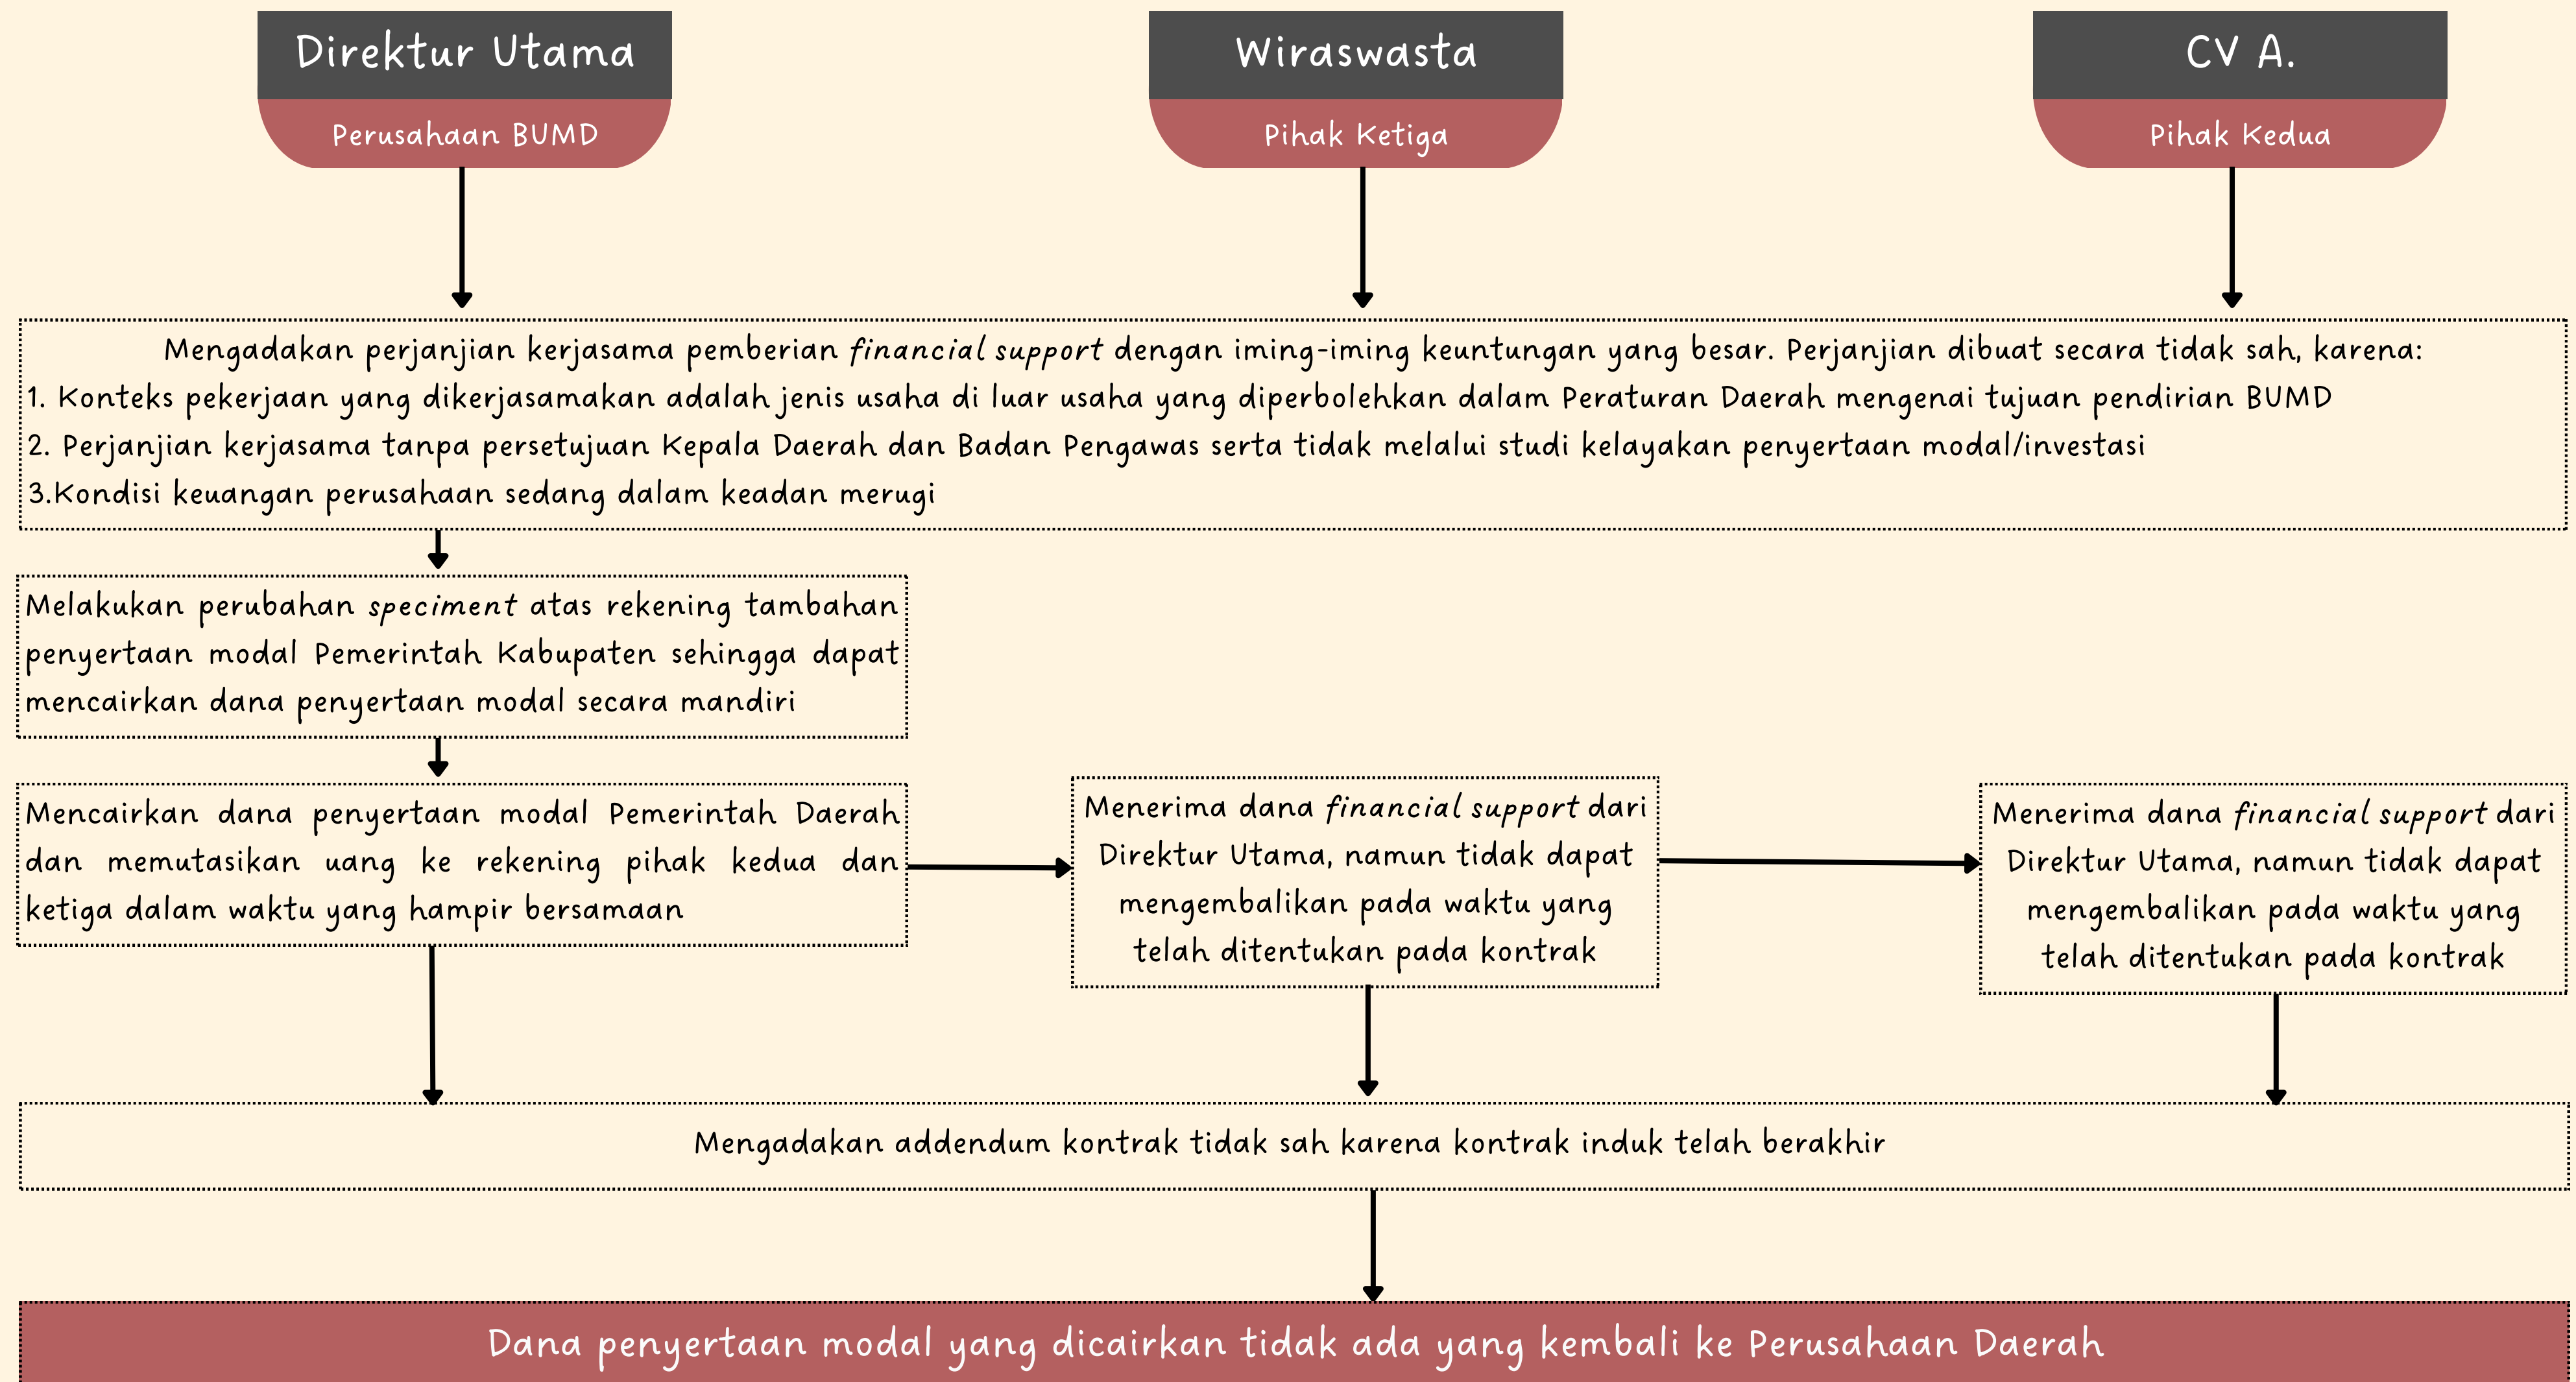 Direktur Utama
Perusahaan BUMD
Wiraswasta
Pihak Ketiga
CV A.
Pihak Kedua
Mengadakan perjanjian kerjasama pemberian financial support dengan iming-iming keuntungan yang besar. Perjanjian dibuat secara tidak sah, karena:
1. Konteks pekerjaan yang dikerjasamakan adalah jenis usaha di luar usaha yang diperbolehkan dalam Peraturan Daerah mengenai tujuan pendirian BUMD
2. Perjanjian kerjasama tanpa persetujuan Kepala Daerah dan Badan Pengawas serta tidak melalui studi kelayakan penyertaan modal/investasi
3.Kondisi keuangan perusahaan sedang dalam keadan merugi
Melakukan perubahan speciment atas rekening tambahan
penyertaan modal Pemerintah Kabupaten sehingga dapat
mencairkan dana penyertaan modal secara mandiri
Mencairkan dana penyertaan modal Pemerintah Daerah
dan memutasikan uang ke rekening pihak kedua dan
ketiga dalam waktu yang hampir bersamaan
Menerima dana financial support dari
Direktur Utama, namun tidak dapat
mengembalikan pada waktu yang
telah ditentukan pada kontrak
Menerima dana financial support dari
Direktur Utama, namun tidak dapat
mengembalikan pada waktu yang
telah ditentukan pada kontrak
Mengadakan addendum kontrak tidak sah karena kontrak induk telah berakhir
Dana penyertaan modal yang dicairkan tidak ada yang kembali ke Perusahaan Daerah